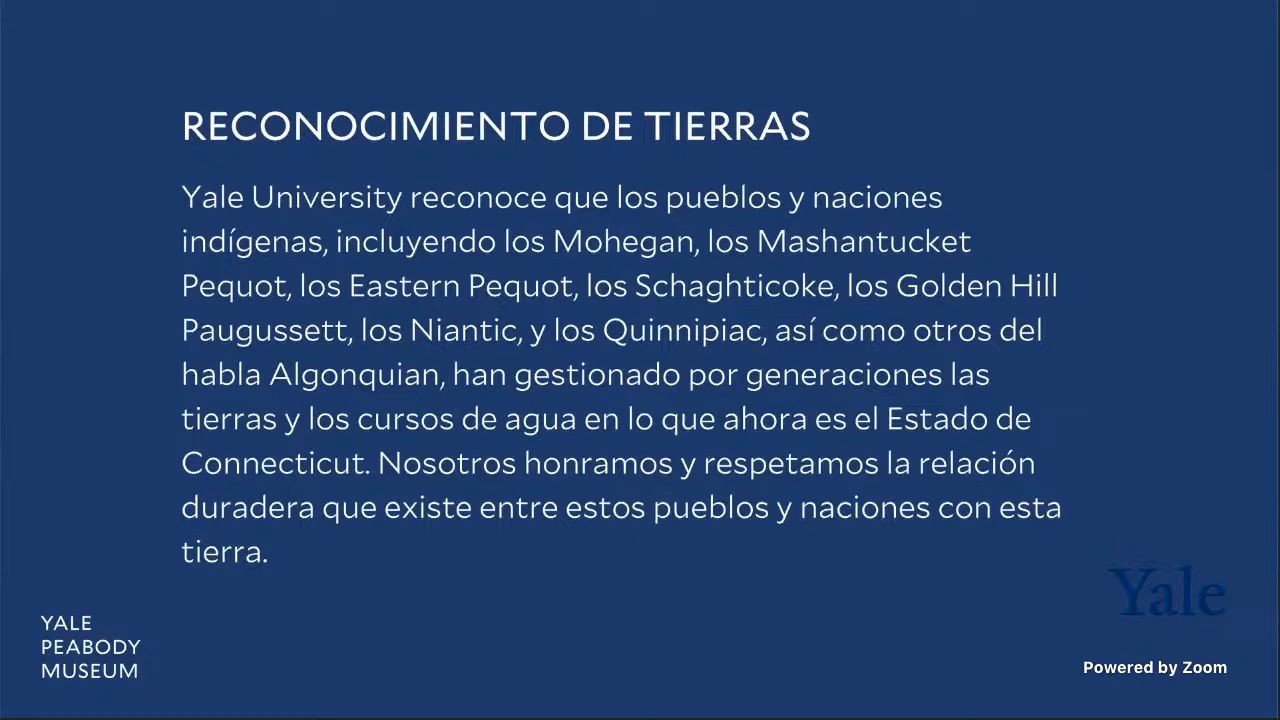 RECONOCIMIENTO DE TIERRAS
Yale University reconoce que los pueblos y naciones
indígenas, incluyendo los Mohegan, los Mashantucket
Pequot, los Eastern Pequot, los Schaghticoke, los Golden Hill
Paugussett, los Niantic, y los Quinnipiac, así como otros del
habla Algonquian, han gestionado por generaciones las
tierras y los cursos de agua en lo que ahora es el Estado de
Connecticut. Nosotros honramos y respetamos la relación
duradera que existe entre estos pueblos y naciones con esta
tierra.
YALE
PEABODY
MUSEUM
Yale
Powered by Zoom